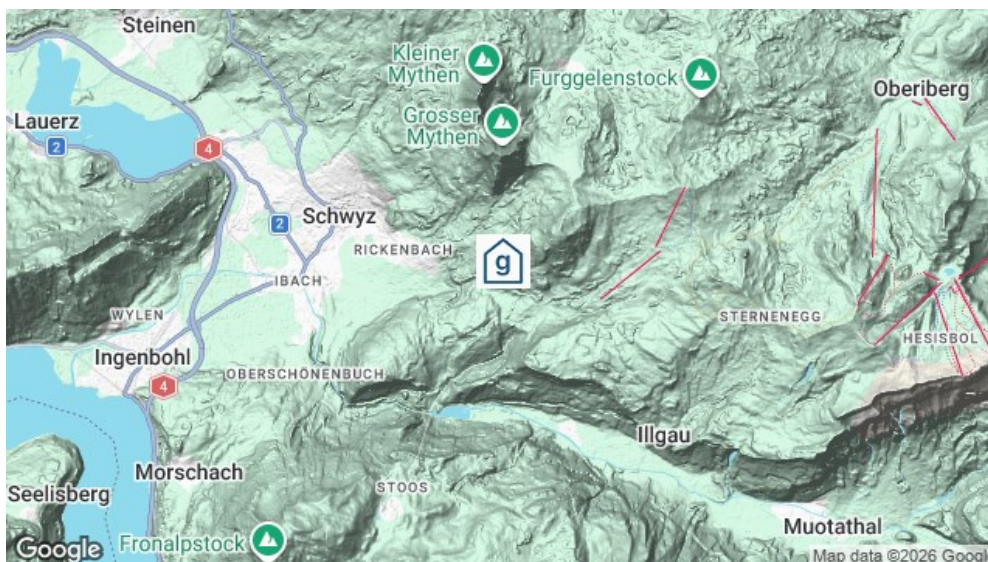 Steinen
Kleiner
Mythen
Furggelenstock
Oberiberg
Grosser
Mythen
Lauerz
4
2
2
Schwyz
RICKENBACH
g
IBACH
WYLEN
STERNENEGG
HESISBOL
Ingenbohl
4
OBERSCHÖNENBUCH
Illgau
Morschach
STOOS
Seelisberg
Muotathal
Fronalpstock
Google
Map data ©2026 Google